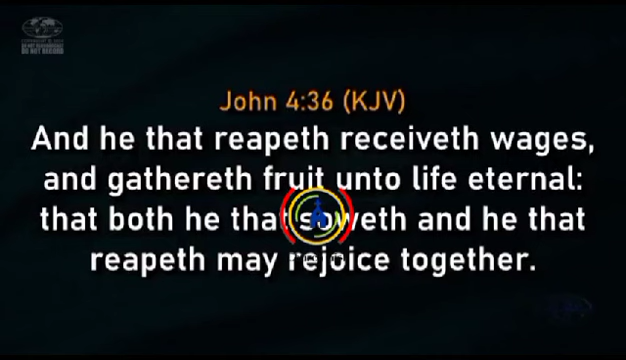 John 4:36 (KJV)
And he that reapeth receiveth wages,
and gathereth fruit unto life eternal:
that both he that soweth and he that
reapeth may rejoice together.